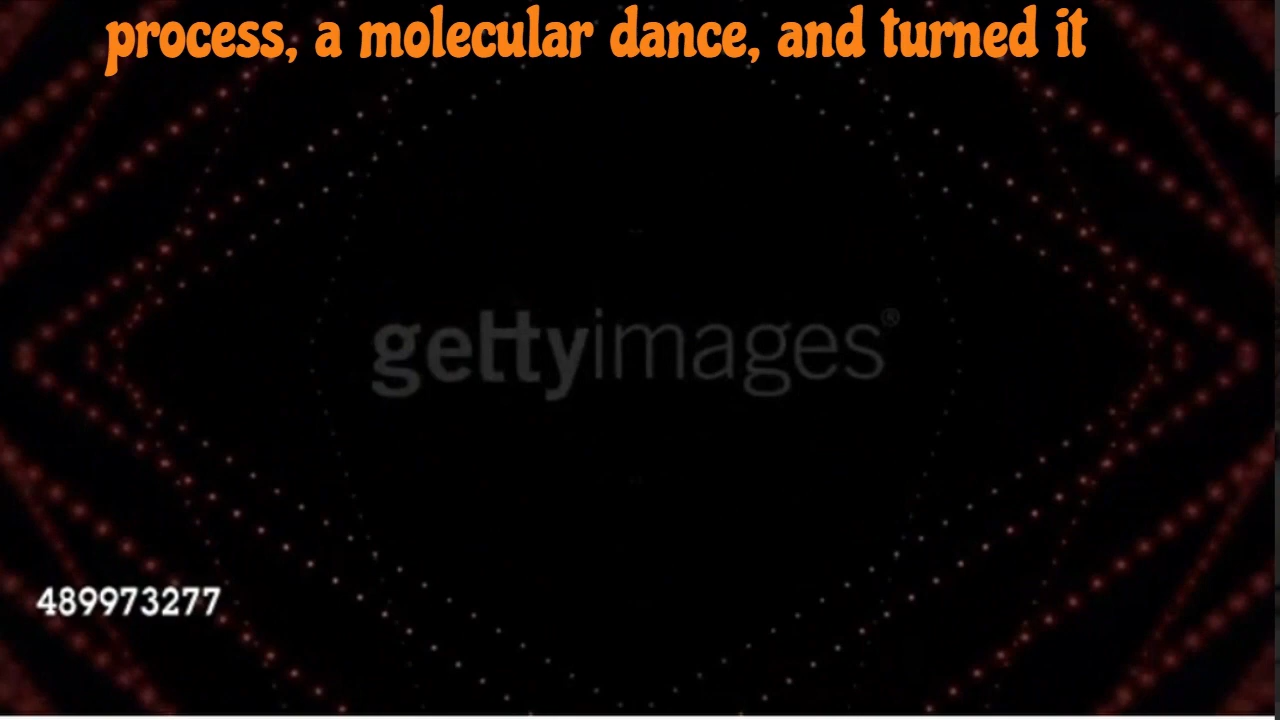 process, a molecular dance, and turned it
gettyimages®
489973277